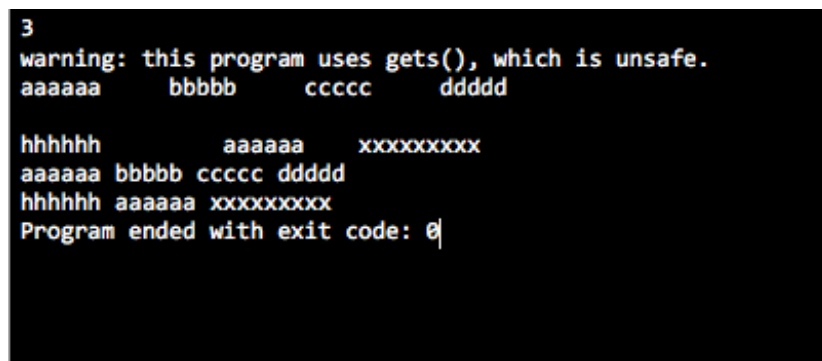 3
warning: this program uses gets(), which is unsafe.
aaaaaa     bbbbb     ccccc     ddddd

hhhhhh         aaaaaa    xxxxxxxxx
aaaaaa bbbbb ccccc ddddd
hhhhhh aaaaaa xxxxxxxxx
Program ended with exit code: 0